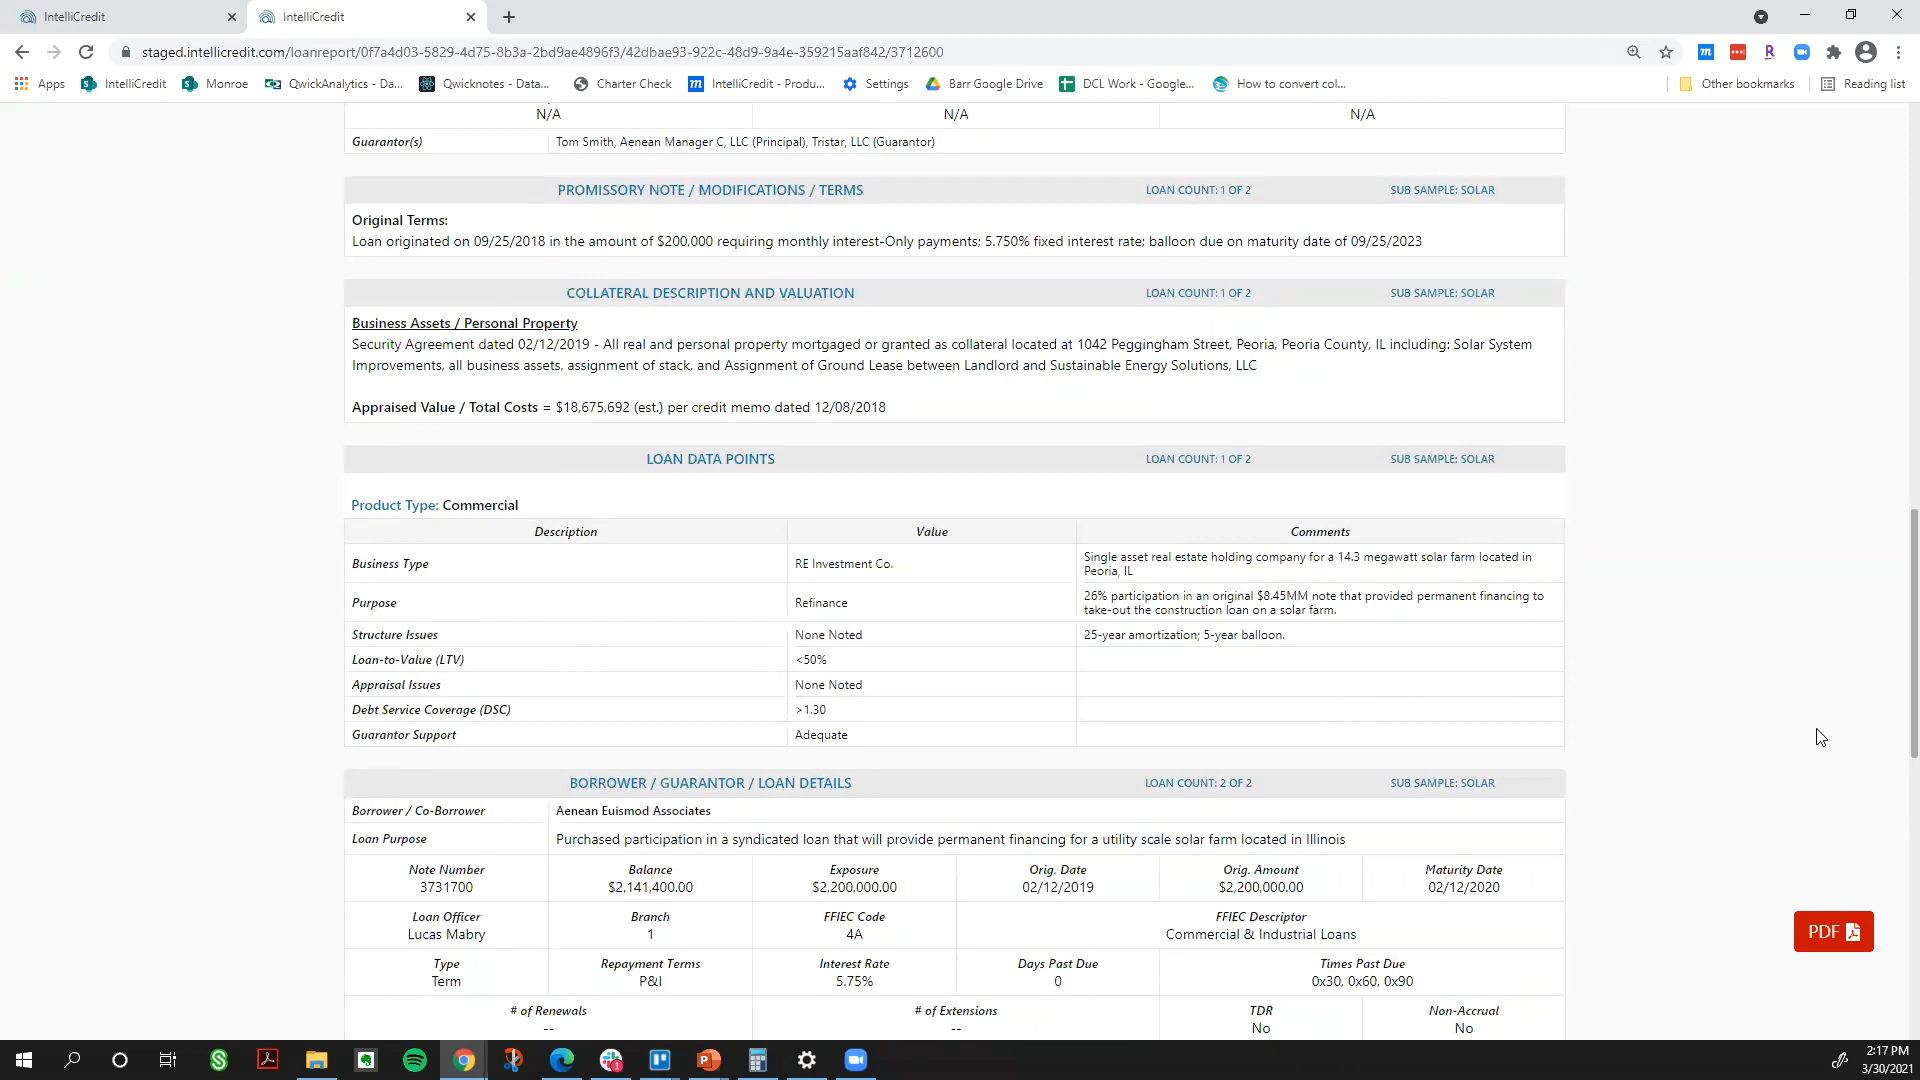 IntelliCredit
IntelliCredit
staged.intellicredit.com/loanreport/0f7a4d03-5829-4d75-8b3a-2bd9ae4896f3/42dbae93-922c-48d9-9a4e-359215aaf842/3712600
Apps IntelliCredit Monroe QwickAnalytics - Da... Qwicknotes - Data... Charter Check IntelliCredit - Produ... Settings Barr Google Drive DCL Work - Google... How to convert col... Other bookmarks Reading list
N/A N/A N/A
Guarantor(s) Tom Smith, Aenean Manager C, LLC (Principal), Tristar, LLC (Guarantor)
PROMISSORY NOTE / MODIFICATIONS / TERMS LOAN COUNT: 1 OF 2 SUB SAMPLE: SOLAR
Original Terms:
Loan originated on 09/25/2018 in the amount of $200,000 requiring monthly interest-Only payments; 5.750% fixed interest rate; balloon due on maturity date of 09/25/2023
COLLATERAL DESCRIPTION AND VALUATION LOAN COUNT: 1 OF 2 SUB SAMPLE: SOLAR
Business Assets / Personal Property
Security Agreement dated 02/12/2019 - All real and personal property mortgaged or granted as collateral located at 1042 Peggingham Street, Peoria, Peoria County, IL including: Solar System
Improvements, all business assets, assignment of stack, and Assignment of Ground Lease between Landlord and Sustainable Energy Solutions, LLC
Appraised Value / Total Costs = $18,675,692 (est.) per credit memo dated 12/08/2018
LOAN DATA POINTS LOAN COUNT: 1 OF 2 SUB SAMPLE: SOLAR
Product Type: Commercial
Description Value Comments
Business Type RE Investment Co. Single asset real estate holding company for a 14.3 megawatt solar farm located in
Peoria, IL
Purpose Refinance 26% participation in an original $8.45MM note that provided permanent financing to
take-out the construction loan on a solar farm.
Structure Issues None Noted 25-year amortization; 5-year balloon.
Loan-to-Value (LTV) <50%
Appraisal Issues None Noted
Debt Service Coverage (DSC) >1.30
Guarantor Support Adequate
BORROWER / GUARANTOR / LOAN DETAILS LOAN COUNT: 2 OF 2 SUB SAMPLE: SOLAR
Borrower / Co-Borrower Aenean Euismod Associates
Loan Purpose Purchased participation in a syndicated loan that will provide permanent financing for a utility scale solar farm located in Illinois
Note Number Balance Exposure Orig. Date Orig. Amount Maturity Date
3731700 $2,141,400.00 $2,200,000.00 02/12/2019 $2,200,000.00 02/12/2020
Loan Officer Branch FFIEC Code FFIEC Descriptor
Lucas Mabry 1 4A Commercial & Industrial Loans
PDF
Type Repayment Terms Interest Rate Days Past Due Times Past Due
Term P&I 5.75% 0 0x30, 0x60, 0x90
# of Renewals # of Extensions TDR Non-Accrual
-- -- No No
2:17 PM
3/30/2021